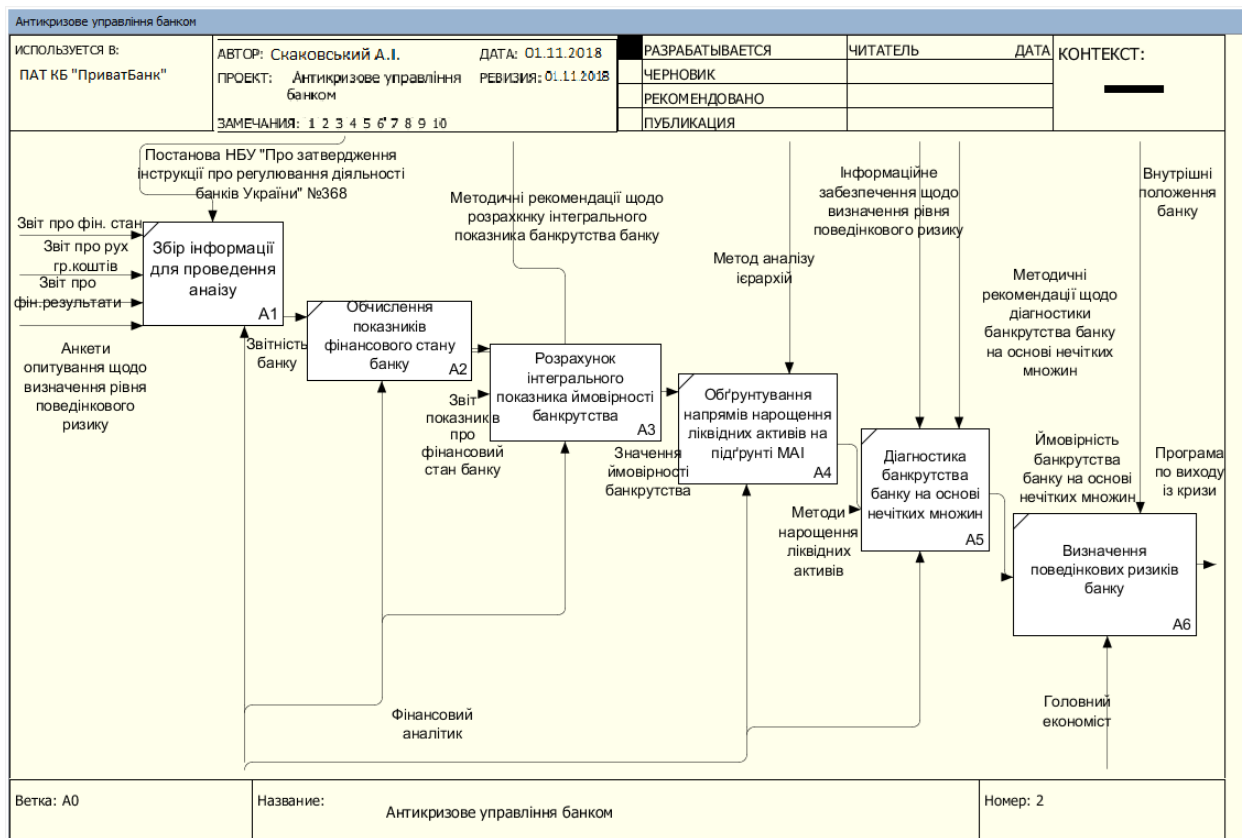 Антикризове управління банком
ИСПОЛЬЗУЕТСЯ В:
ПАТ КБ "ПриватБанк"
АВТОР: Скаковський А.І.
ДАТА: 01.11.2018
ПРОЕКТ: Антикризове управління
банком
РЕВИЗИЯ: 01.11.2018
ЗАМЕЧАНИЯ: 1 2 3 4 5 6 7 8 9 10
РАЗРАБАТЫВАЕТСЯ
ЧЕРНОВИК
РЕКОМЕНДОВАНО
ПУБЛИКАЦИЯ
ЧИТАТЕЛЬ
ДАТА
КОНТЕКСТ:
Постанова НБУ "Про затвердження
інструкції про регулювання діяльності
банків України" №368
Звіт про фін. стан
Звіт про рух
гр.коштів
Звіт про
фін.результати
Анкети
опитування щодо
визначення рівня
поведінкового
ризику
Збір інформації
для проведення
анаізу
A1
Звітність
банку
Обчислення
показників
фінансового стану
банку
A2
Методичні рекомендації щодо
розрахкнку інтегрального
показника банкрутства банку
Звіт
показників
про
фінансовий
стан банку
Розрахунок
інтегрального
показника ймовірності
банкрутства
A3
Значення
ймовірності
банкрутства
Метод аналізу
ієрархій
Обґрунтування
напрямів нарощення
ліквідних активів на
підґрунті МАІ
A4
Методи
нарощення
ліквідних
активів
Інформаційне
забезпечення щодо
визначення рівня
поведінкового ризику
Методичні
рекомендації щодо
діагностики
банкрутства банку
на основі нечітких
множин
Діагностика
банкрутства
банку на основі
нечітких множин
A5
Ймовірність
банкрутства
банку на основі
нечітких множин
Внутрішні
положення
банку
Програма
по виходу
із кризи
Визначення
поведінкових ризиків
банку
A6
Фінансовий
аналітик
Головний
економіст
Ветка: A0
Название:
Антикризове управління банком
Номер: 2